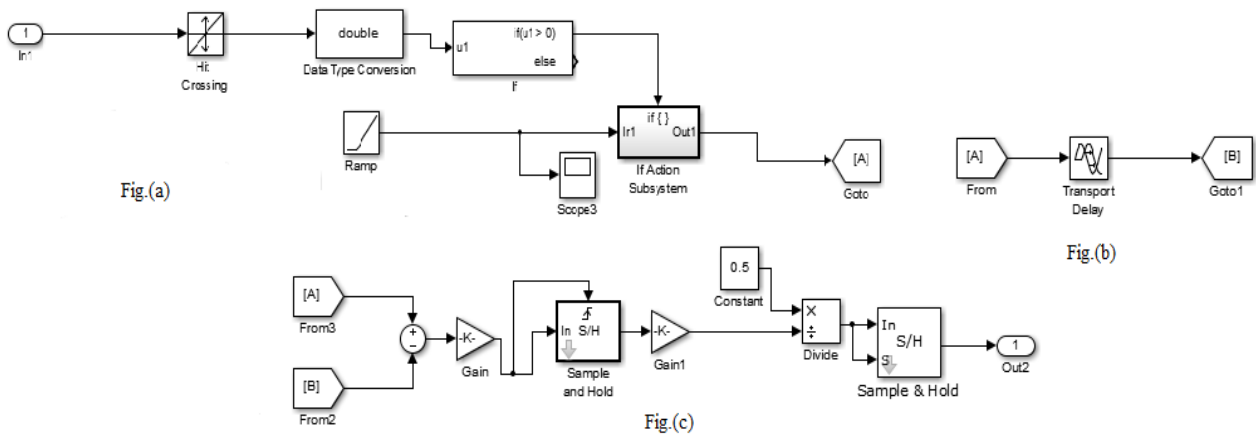 1
In1
Hit
Crossing
double
Data Type Conversion
u1
if(u1 > 0)
else
If
Ramp
Scope3
if { }
Ir1
Out1
If Action
Subsystem
[A]
Goto
Fig.(a)
[A]
From
Transport
Delay
[B]
Goto1
Fig.(b)
[A]
From3
[B]
From2
+
−
-K-
Gain
In
S/H
Sample
and Hold
-K-
Gain1
0.5
Constant
×
÷
Divide
In
S/H
S
Sample & Hold
1
Out2
Fig.(c)